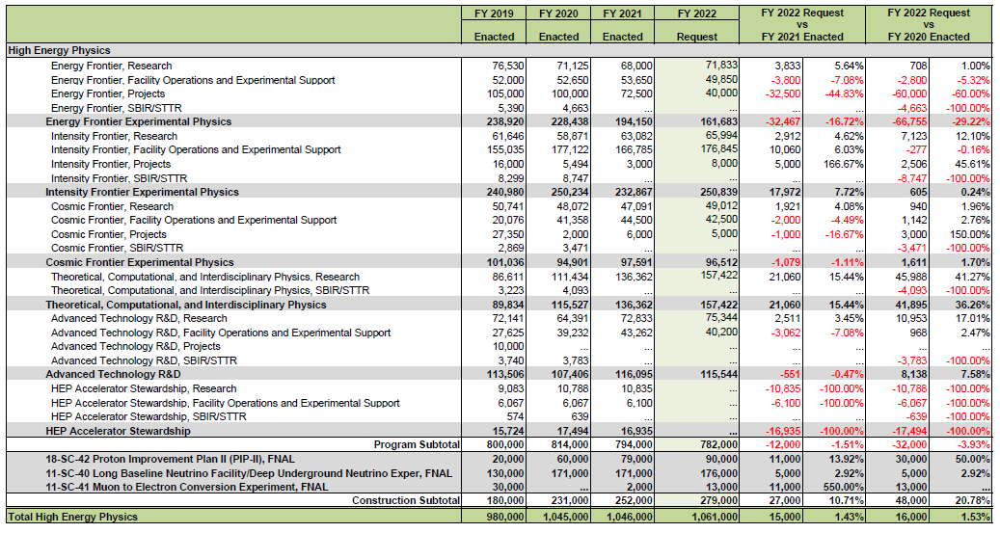 FY 2019 FY 2020 FY 2021 FY 2022 FY 2022 Request vs FY 2021 Enacted FY 2022 Request vs FY 2020 Enacted
Enacted Enacted Enacted Request
High Energy Physics
Energy Frontier, Research 76,530 71,125 68,000 71,833 3,833 5.64% 708 1.00%
Energy Frontier, Facility Operations and Experimental Support 52,000 52,650 53,650 49,850 -3,800 -7.08% -2,800 -5.32%
Energy Frontier, Projects 105,000 100,000 72,500 40,000 -32,500 -44.83% -60,000 -60.00%
Energy Frontier, SBIR/STTR 5,390 4,663 ... ... ... ... -4,663 -100.00%
Energy Frontier Experimental Physics 238,920 228,438 194,150 161,683 -32,467 -16.72% -66,755 -29.22%
Intensity Frontier, Research 61,646 58,871 63,082 65,994 2,912 4.62% 7,123 12.10%
Intensity Frontier, Facility Operations and Experimental Support 155,035 177,122 166,785 176,845 10,060 6.03% -277 -0.16%
Intensity Frontier, Projects 16,000 5,494 3,000 8,000 5,000 166.67% 2,506 45.61%
Intensity Frontier, SBIR/STTR 8,299 8,747 ... ... ... ... -8,747 -100.00%
Intensity Frontier Experimental Physics 240,980 250,234 232,867 250,839 17,972 7.72% 605 0.24%
Cosmic Frontier, Research 50,741 48,072 47,091 49,012 1,921 4.08% 940 1.96%
Cosmic Frontier, Facility Operations and Experimental Support 20,076 41,358 44,500 42,500 -2,000 -4.49% 1,142 2.76%
Cosmic Frontier, Projects 27,350 2,000 6,000 5,000 -1,000 -16.67% 3,000 150.00%
Cosmic Frontier, SBIR/STTR 2,869 3,471 ... ... ... ... -3,471 -100.00%
Cosmic Frontier Experimental Physics 101,036 94,901 97,591 96,512 -1,079 -1.11% 1,611 1.70%
Theoretical, Computational, and Interdisciplinary Physics, Research 86,611 111,434 136,362 157,422 21,060 15.44% 45,988 41.27%
Theoretical, Computational, and Interdisciplinary Physics, SBIR/STTR 3,223 4,093 ... ... ... ... -4,093 -100.00%
Theoretical, Computational, and Interdisciplinary Physics 89,834 115,527 136,362 157,422 21,060 15.44% 41,895 36.26%
Advanced Technology R&D, Research 72,141 64,391 72,833 75,344 2,511 3.45% 10,953 17.01%
Advanced Technology R&D, Facility Operations and Experimental Support 27,625 39,232 43,262 40,200 -3,062 -7.08% 968 2.47%
Advanced Technology R&D, Projects 10,000 ... ... ... ... ... ... ...
Advanced Technology R&D, SBIR/STTR 3,740 3,783 ... ... ... ... -3,783 -100.00%
Advanced Technology R&D 113,506 107,406 116,095 115,544 -551 -0.47% 8,138 7.58%
HEP Accelerator Stewardship, Research 9,083 10,788 10,835 ... -10,835 -100.00% -10,788 -100.00%
HEP Accelerator Stewardship, Facility Operations and Experimental Support 6,067 6,067 6,100 ... -6,100 -100.00% -6,067 -100.00%
HEP Accelerator Stewardship, SBIR/STTR 574 639 ... ... ... ... -639 -100.00%
HEP Accelerator Stewardship 15,724 17,494 16,935 ... -16,935 -100.00% -17,494 -100.00%
Program Subtotal 800,000 814,000 794,000 782,000 -12,000 -1.51% -32,000 -3.93%
18-SC-42 Proton Improvement Plan II (PIP-II), FNAL 20,000 60,000 79,000 90,000 11,000 13.92% 30,000 50.00%
11-SC-40 Long Baseline Neutrino Facility/Deep Underground Neutrino Exper, FNAL 130,000 171,000 171,000 176,000 5,000 2.92% 5,000 2.92%
11-SC-41 Muon to Electron Conversion Experiment, FNAL 30,000 ... 2,000 13,000 11,000 550.00% 13,000 ...
Construction Subtotal 180,000 231,000 252,000 279,000 27,000 10.71% 48,000 20.78%
Total High Energy Physics 980,000 1,045,000 1,046,000 1,061,000 15,000 1.43% 16,000 1.53%